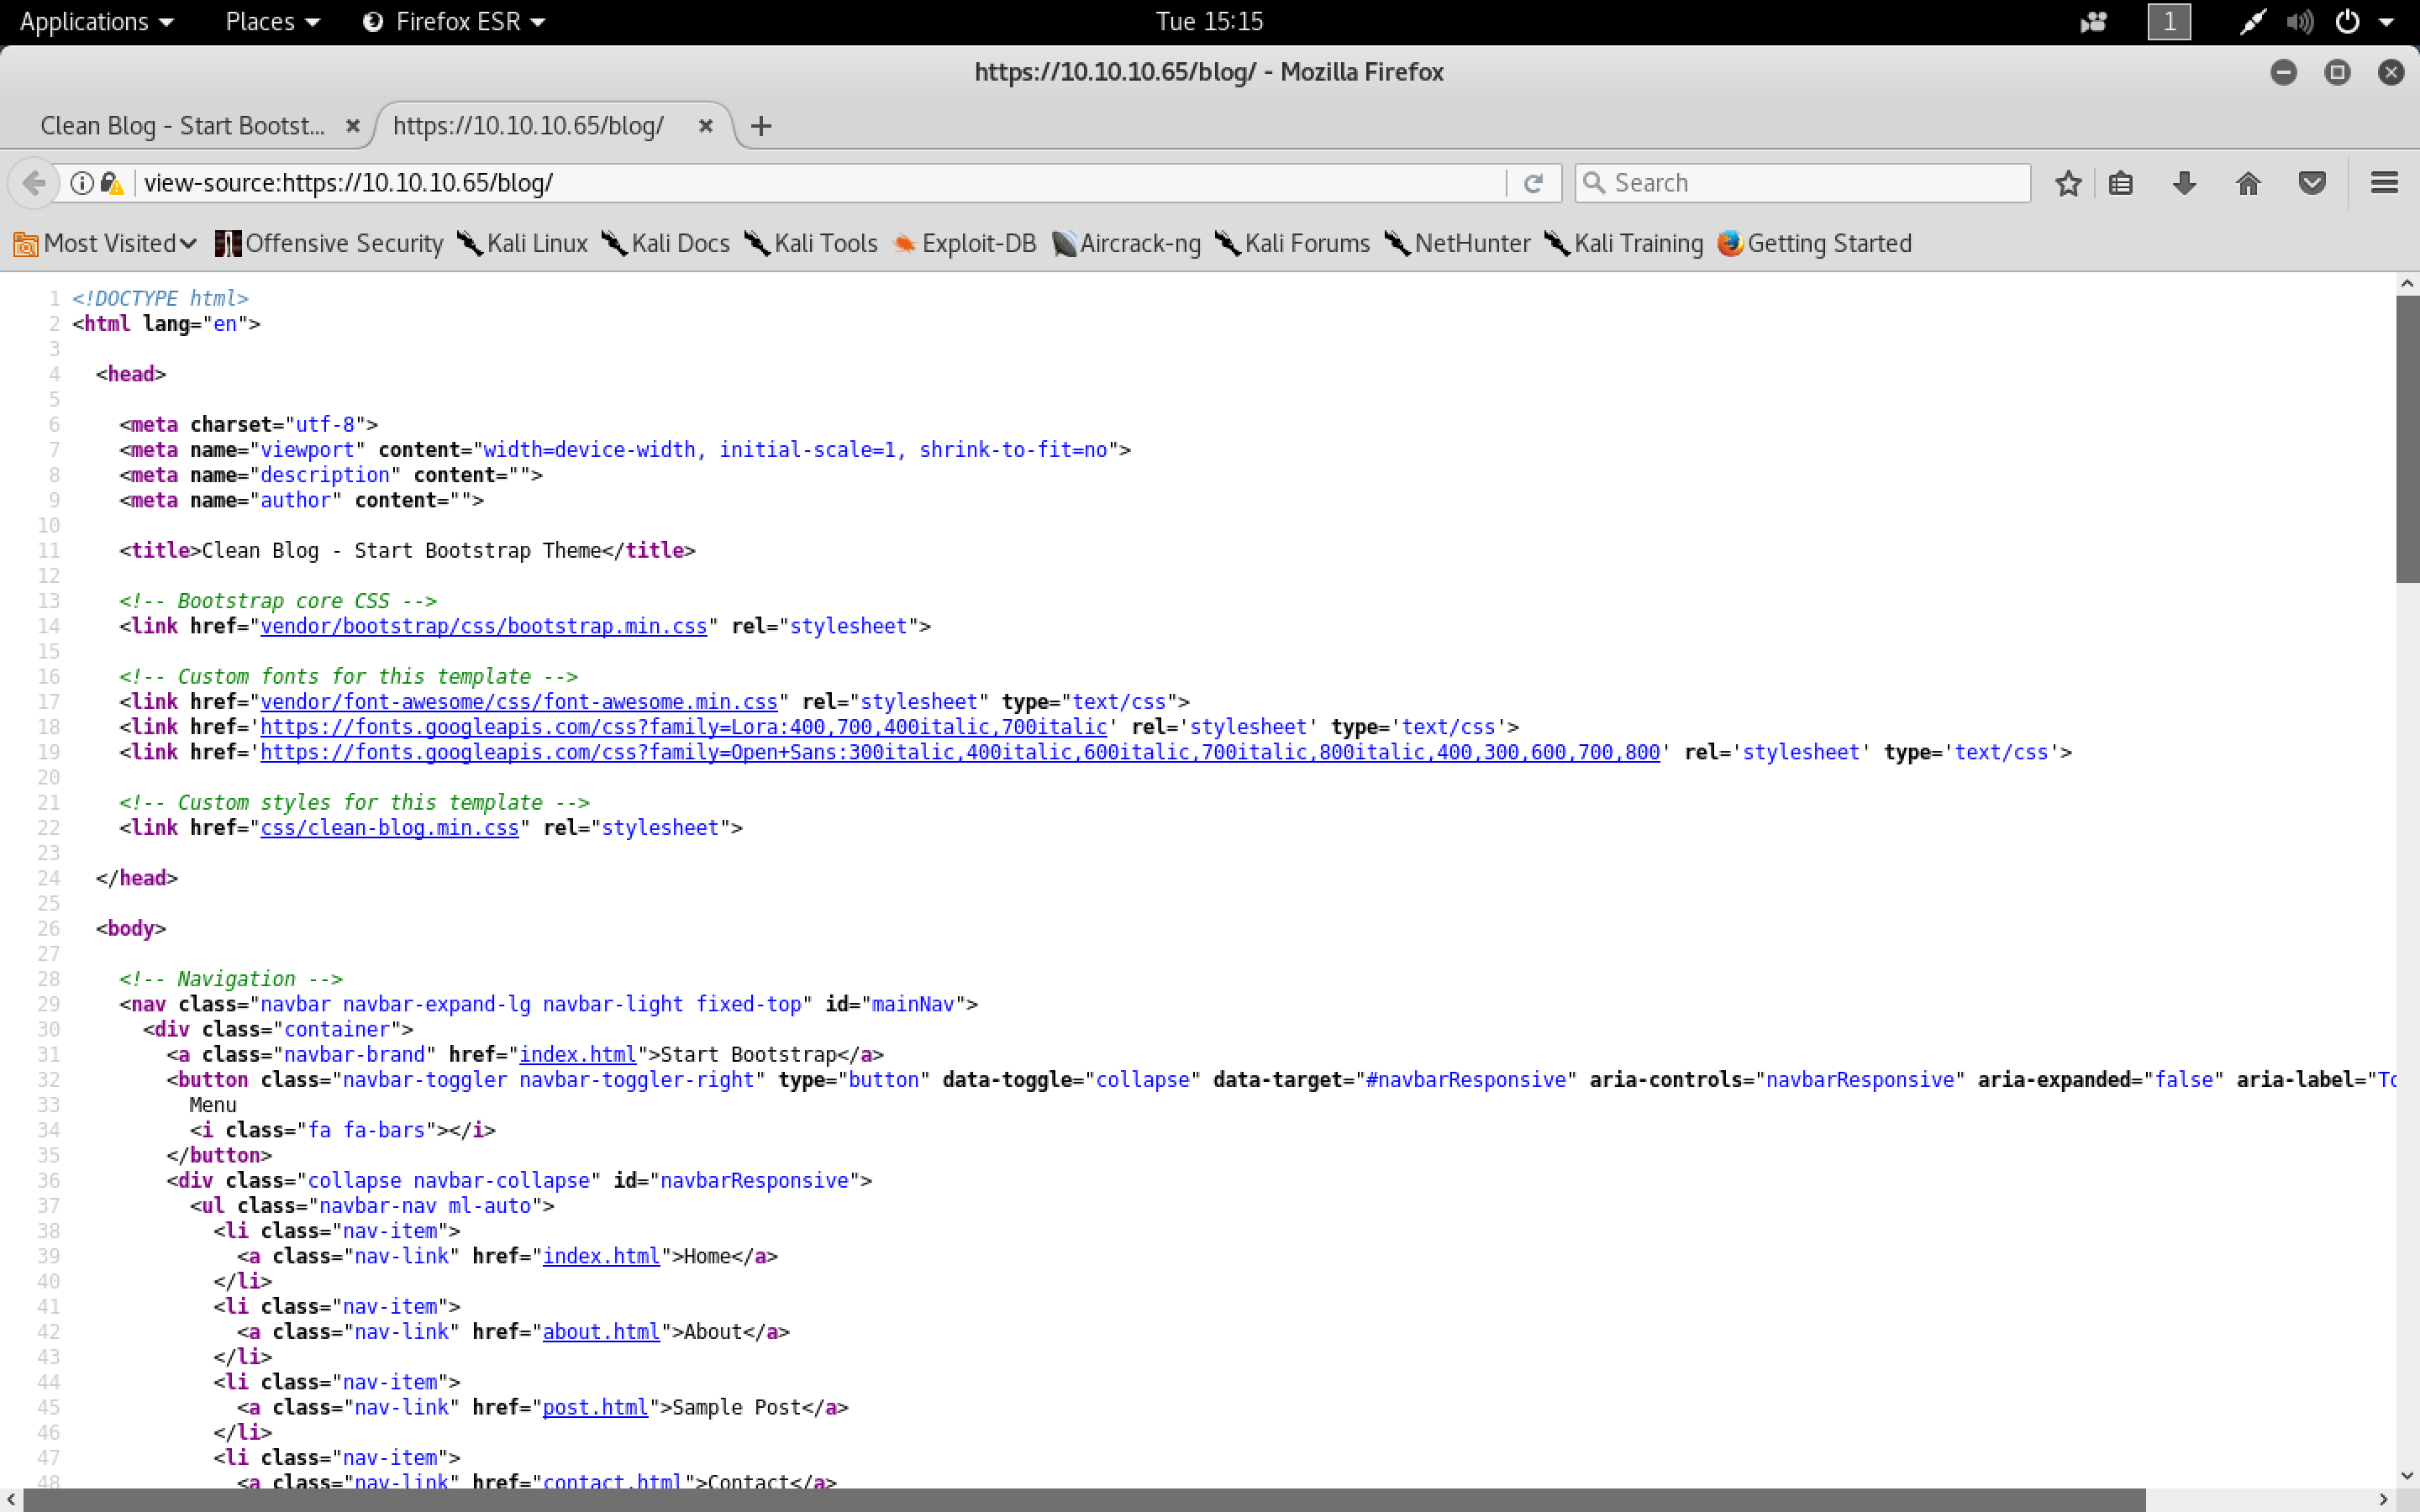 Applications Places Firefox ESR Tue 15:15 1
https://10.10.10.65/blog/ - Mozilla Firefox
Clean Blog - Start Bootst... https://10.10.10.65/blog/
view-source:https://10.10.10.65/blog/ Search
Most Visited Offensive Security Kali Linux Kali Docs Kali Tools Exploit-DB Aircrack-ng Kali Forums NetHunter Kali Training Getting Started
1 <!DOCTYPE html>
2 <html lang="en">
3
4 <head>
5
6 <meta charset="utf-8">
7 <meta name="viewport" content="width=device-width, initial-scale=1, shrink-to-fit=no">
8 <meta name="description" content="">
9 <meta name="author" content="">
10
11 <title>Clean Blog - Start Bootstrap Theme</title>
12
13 <!-- Bootstrap core CSS -->
14 <link href="vendor/bootstrap/css/bootstrap.min.css" rel="stylesheet">
15
16 <!-- Custom fonts for this template -->
17 <link href="vendor/font-awesome/css/font-awesome.min.css" rel="stylesheet" type="text/css">
18 <link href='https://fonts.googleapis.com/css?family=Lora:400,700,400italic,700italic' rel='stylesheet' type='text/css'>
19 <link href='https://fonts.googleapis.com/css?family=Open+Sans:300italic,400italic,600italic,700italic,800italic,400,300,600,700,800' rel='stylesheet' type='text/css'>
20
21 <!-- Custom styles for this template -->
22 <link href="css/clean-blog.min.css" rel="stylesheet">
23
24 </head>
25
26 <body>
27
28 <!-- Navigation -->
29 <nav class="navbar navbar-expand-lg navbar-light fixed-top" id="mainNav">
30 <div class="container">
31 <a class="navbar-brand" href="index.html">Start Bootstrap</a>
32 <button class="navbar-toggler navbar-toggler-right" type="button" data-toggle="collapse" data-target="#navbarResponsive" aria-controls="navbarResponsive" aria-expanded="false" aria-label="To
33 Menu
34 <i class="fa fa-bars"></i>
35 </button>
36 <div class="collapse navbar-collapse" id="navbarResponsive">
37 <ul class="navbar-nav ml-auto">
38 <li class="nav-item">
39 <a class="nav-link" href="index.html">Home</a>
40 </li>
41 <li class="nav-item">
42 <a class="nav-link" href="about.html">About</a>
43 </li>
44 <li class="nav-item">
45 <a class="nav-link" href="post.html">Sample Post</a>
46 </li>
47 <li class="nav-item">
48 <a class="nav-link" href="contact.html">Contact</a>